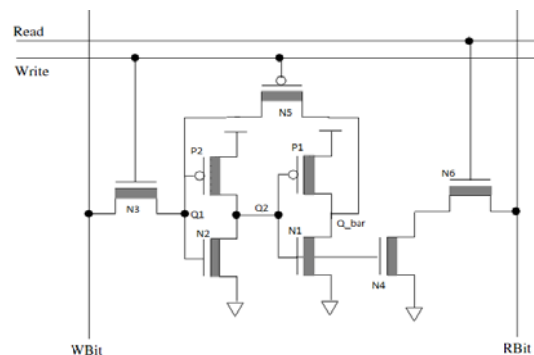 Read
Write
N5
P2
P1
N6
N3
Q1
Q2
Q_bar
N2
N1
N4
WBit
RBit